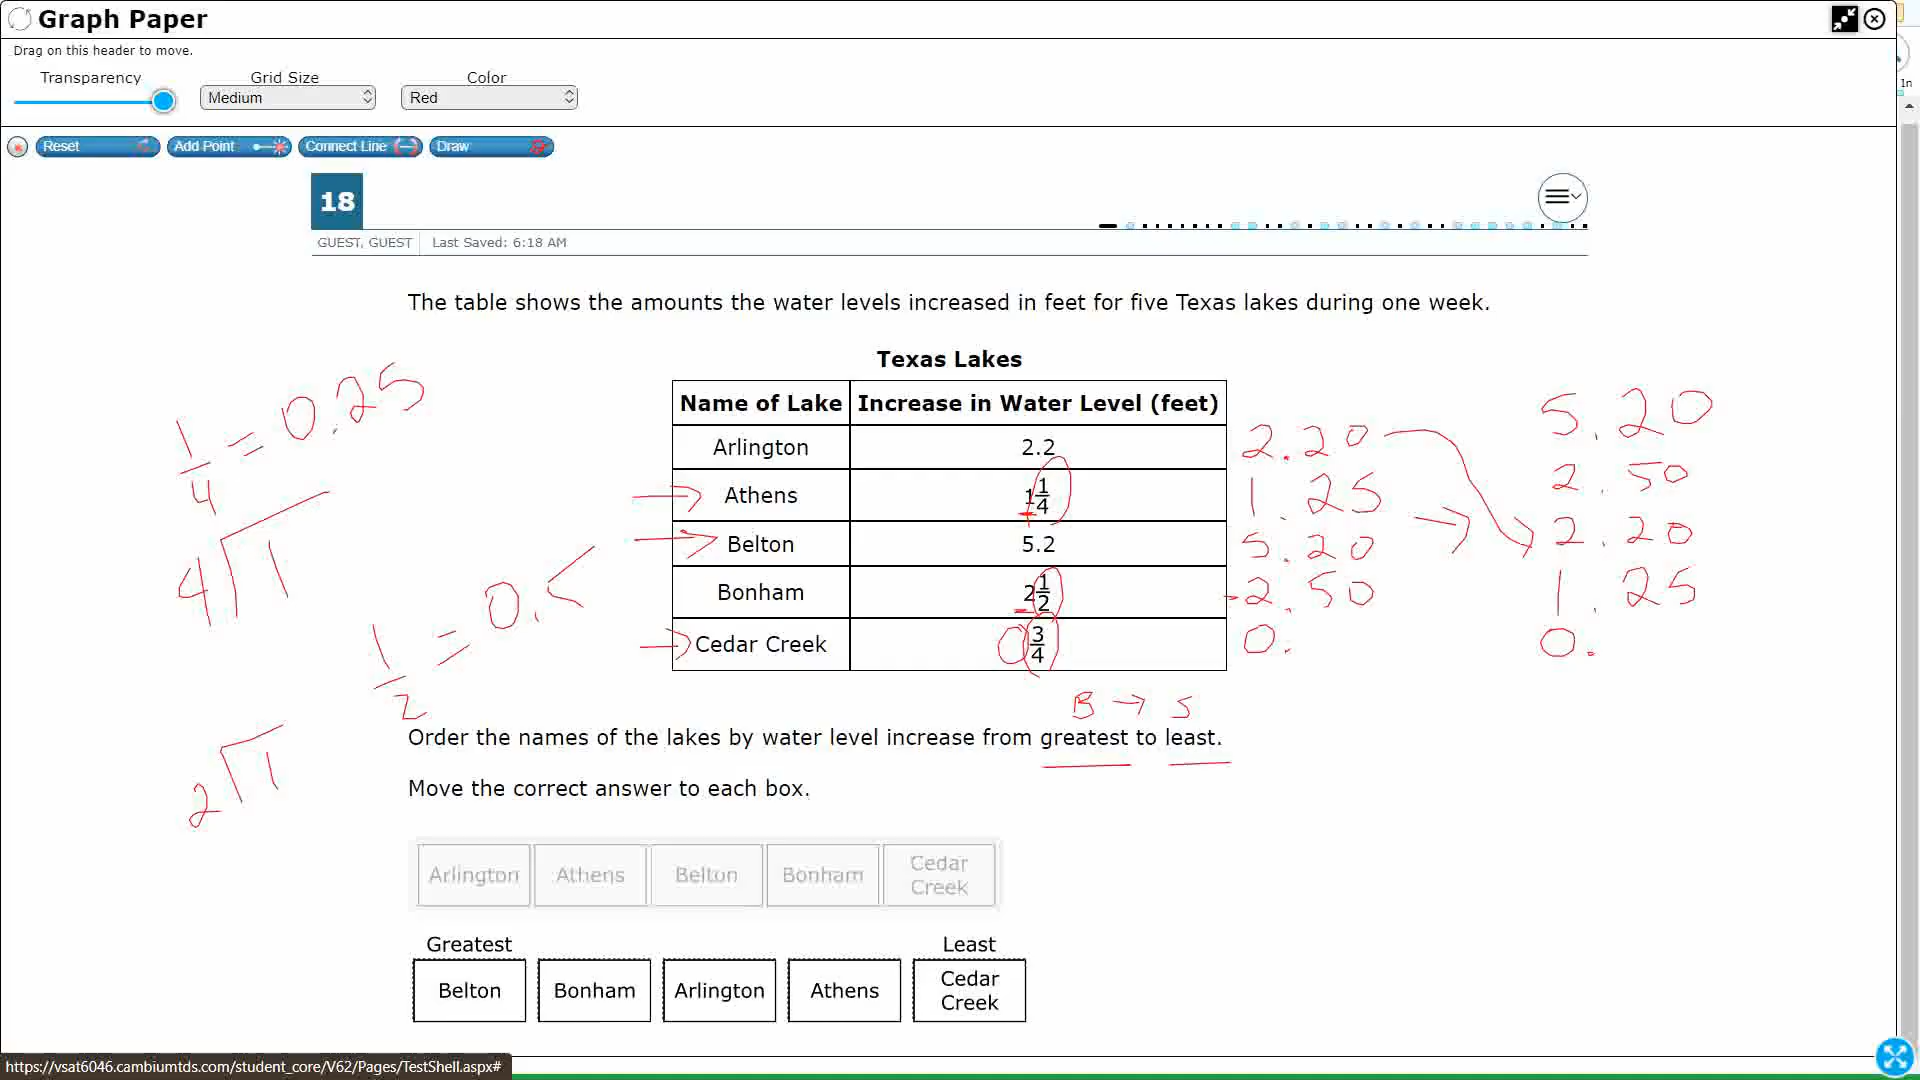 Graph Paper
Drag on this header to move.
Transparency Grid Size Color
Medium Red
Reset Add Point Connect Line Draw
In
18
GUEST, GUEST Last Saved: 6:18 AM
The table shows the amounts the water levels increased in feet for five Texas lakes during one week.
Texas Lakes
Name of Lake Increase in Water Level (feet)
Arlington 2.2
Athens 1 1/4
Belton 5.2
Bonham 2 1/2
Cedar Creek 0 3/4
1/4 = 0.25
4 1
1/2 = 0.
2 1
2.20
1.25
5.20
2.50
0.
5.20
2.50
2.20
1.25
0.
B → S
Order the names of the lakes by water level increase from greatest to least.
Move the correct answer to each box.
Arlington Athens Belton Bonham Cedar Creek
Greatest Least
Belton Bonham Arlington Athens Cedar Creek
https://vsat6046.cambiumtds.com/student_core/V62/Pages/TestShell.aspx#